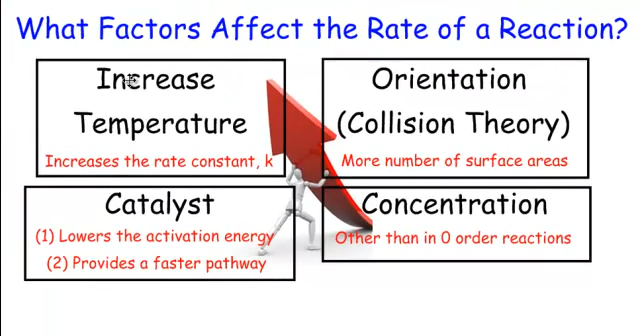 What Factors Affect the Rate of a Reaction?
Increase
Temperature
Increases the rate constant, k
Orientation
(Collision Theory)
More number of surface areas
Catalyst
(1) Lowers the activation energy
(2) Provides a faster pathway
Concentration
Other than in 0 order reactions